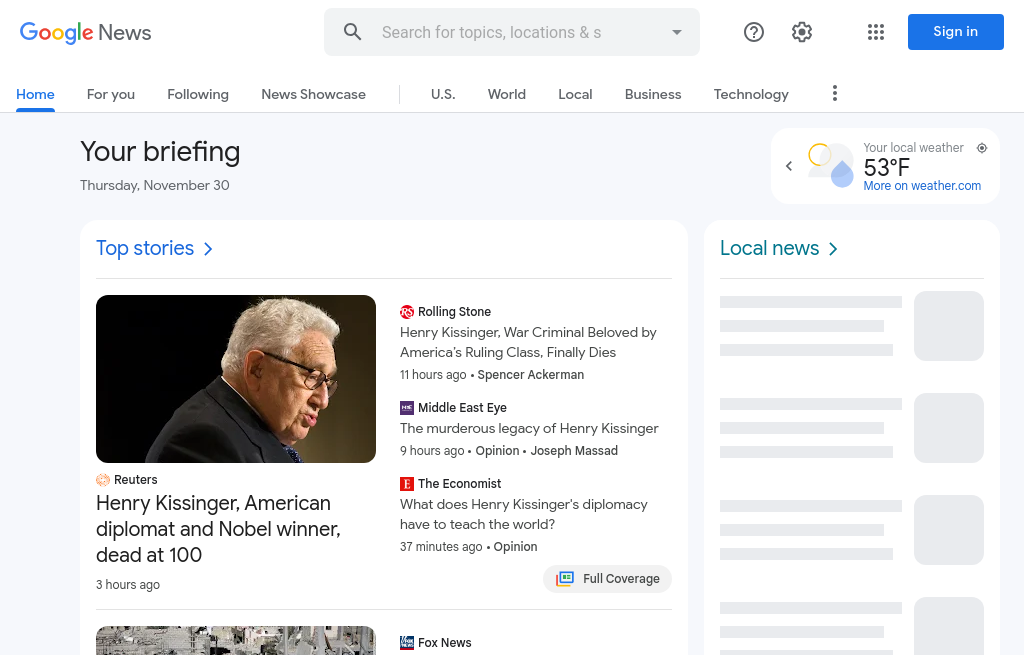 Google News
Search for topics, locations & s
Sign in
Home
For you
Following
News Showcase
U.S.
World
Local
Business
Technology
Your briefing
Thursday, November 30
Your local weather
53°F
More on weather.com
Top stories
Reuters
Henry Kissinger, American
diplomat and Nobel winner,
dead at 100
3 hours ago
Rolling Stone
Henry Kissinger, War Criminal Beloved by
America's Ruling Class, Finally Dies
11 hours ago • Spencer Ackerman
Middle East Eye
The murderous legacy of Henry Kissinger
9 hours ago • Opinion • Joseph Massad
The Economist
What does Henry Kissinger's diplomacy
have to teach the world?
37 minutes ago • Opinion
Full Coverage
Fox News
Local news